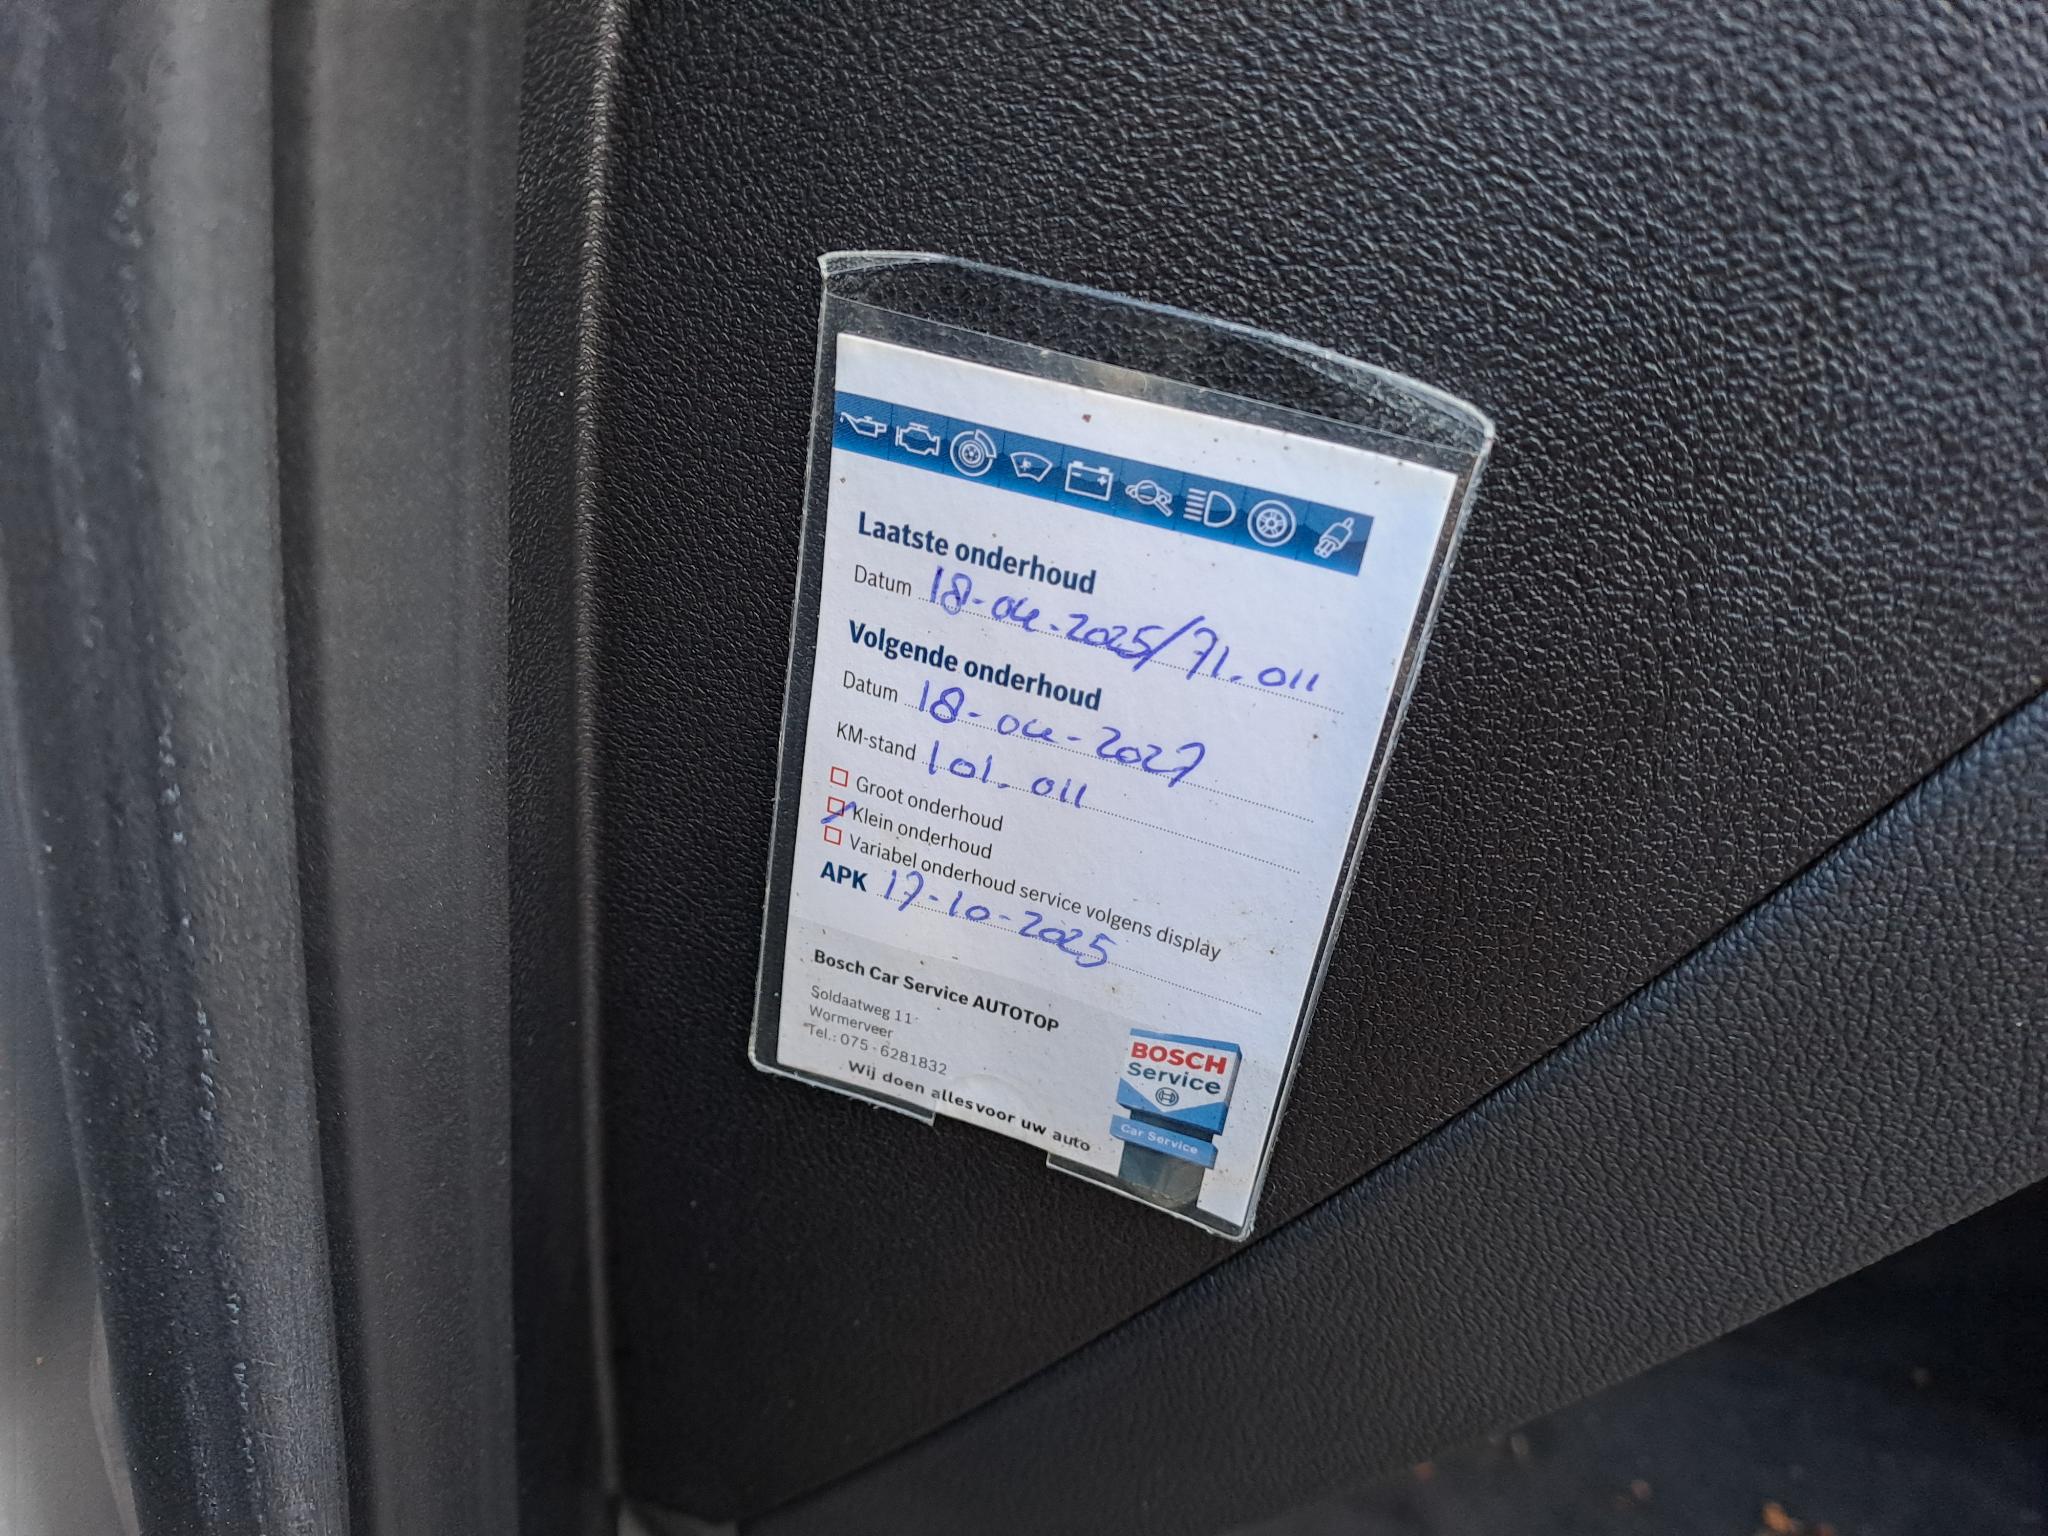 Laatste onderhoud
Datum 18-04-2025/71.011
Volgende onderhoud
Datum 18-04-2027
KM-stand 101.011
Groot onderhoud
Klein onderhoud
Variabel onderhoud service volgens display
APK 17-10-2025
Bosch Car Service AUTOTOP
Soldaatweg 11
Wormerveer
Tel.: 075 - 6281832
Wij doen alles voor uw auto
BOSCH
Service
Car Service